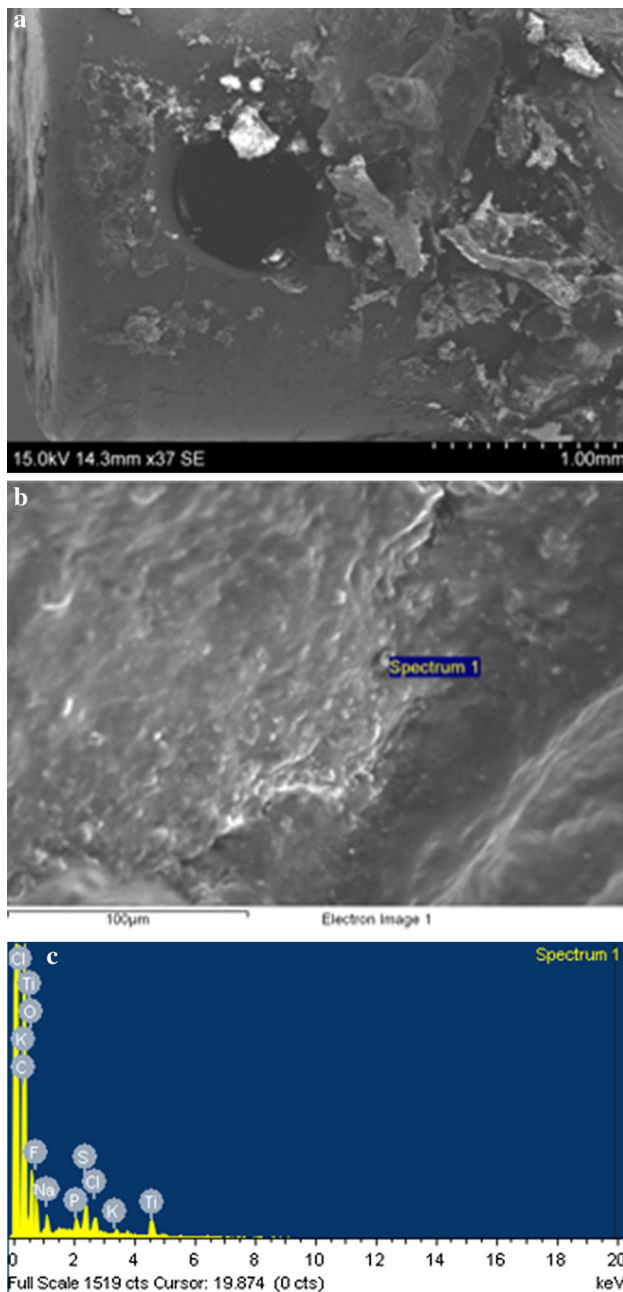 a
15.0kV 14.3mm x37 SE 1.00mm
b
Spectrum 1
100µm Electron Image 1
c Spectrum 1
Cl
Ti
O
K
C
F
Na
P
S
Cl
K
Ti
0 2 4 6 8 10 12 14 16 18 20
Full Scale 1519 cts Cursor: 19.874 (0 cts) keV